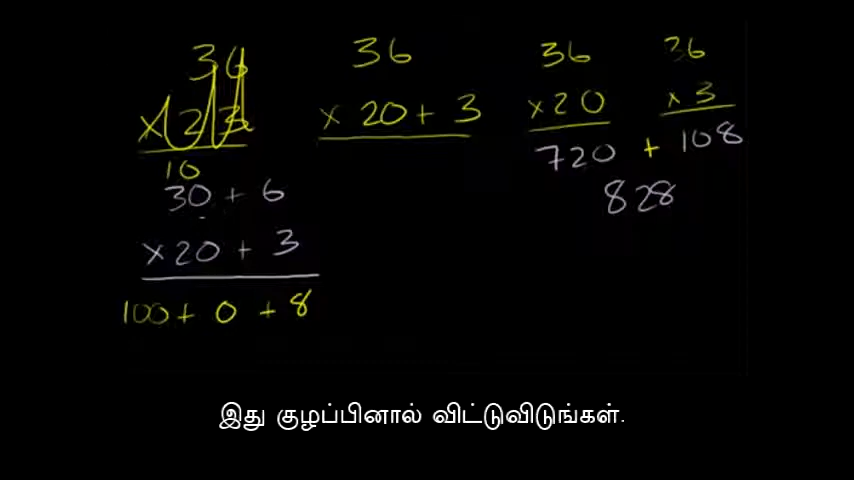 36
× 23
10
30 + 6
× 20 + 3
100 + 0 + 8
36
× 20 + 3
36
× 20
720 + 108
36
× 3
828
இது குழப்பினால் விட்டுவிடுங்கள்.